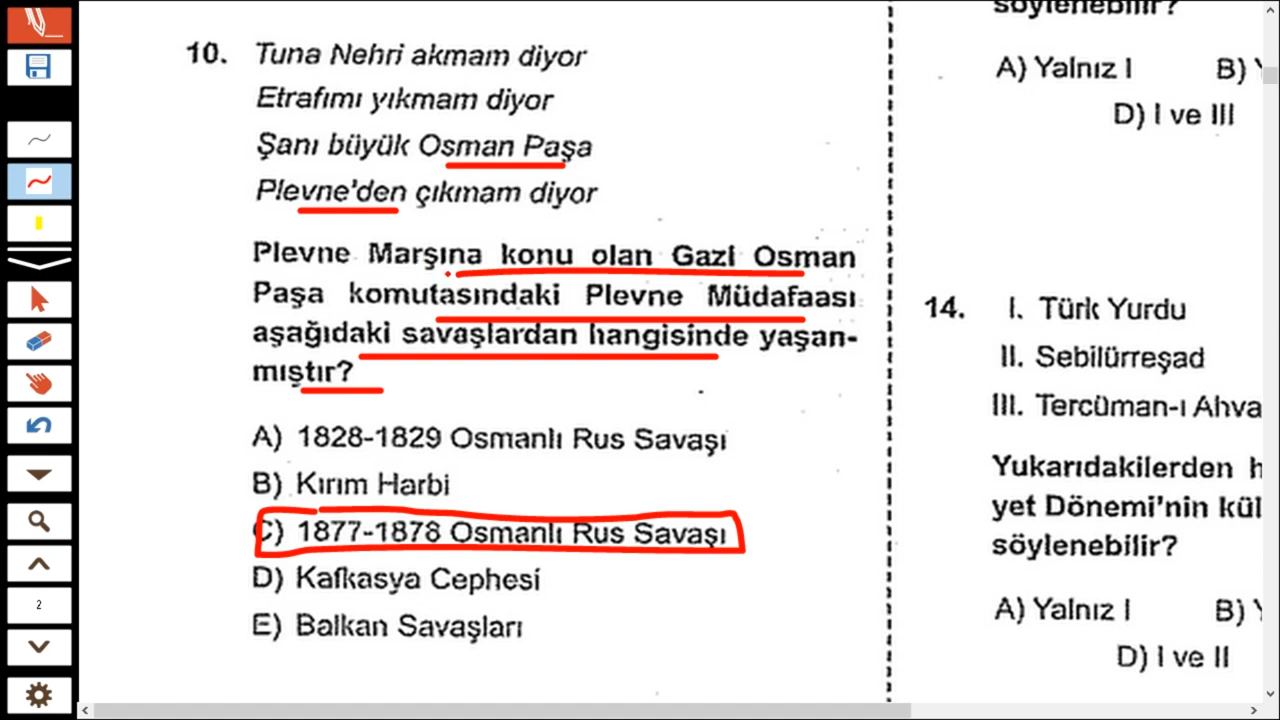 10. Tuna Nehri akmam diyor
Etrafımı yıkmam diyor
Şanı büyük Osman Paşa
Plevne'den çıkmam diyor
Plevne Marşına konu olan Gazi Osman
Paşa komutasındaki Plevne Müdafaası
aşağıdaki savaşlardan hangisinde yaşan-
mıştır?
A) 1828-1829 Osmanlı Rus Savaşı
B) Kırım Harbi
C) 1877-1878 Osmanlı Rus Savaşı
D) Kafkasya Cephesi
E) Balkan Savaşları
söylenebilir?
A) Yalnız I B)
D) I ve III
14. I. Türk Yurdu
II. Sebilürreşad
III. Tercüman-ı Ahva
Yukarıdakilerden h
yet Dönemi'nin kül
söylenebilir?
A) Yalnız I B)
D) I ve II
2